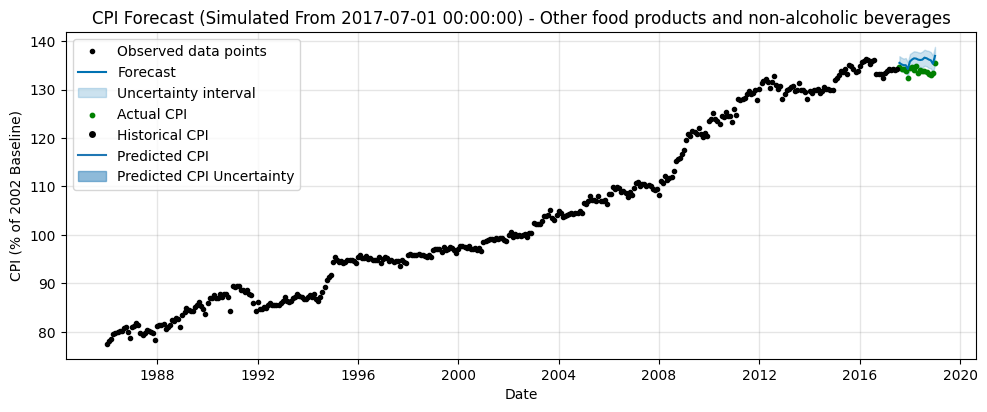 CPI Forecast (Simulated From 2017-07-01 00:00:00) - Other food products and non-alcoholic beverages
140
130
120
110
100
90
80
CPI (% of 2002 Baseline)
Observed data points
Forecast
Uncertainty interval
Actual CPI
Historical CPI
Predicted CPI
Predicted CPI Uncertainty
1988 1992 1996 2000 2004 2008 2012 2016 2020
Date